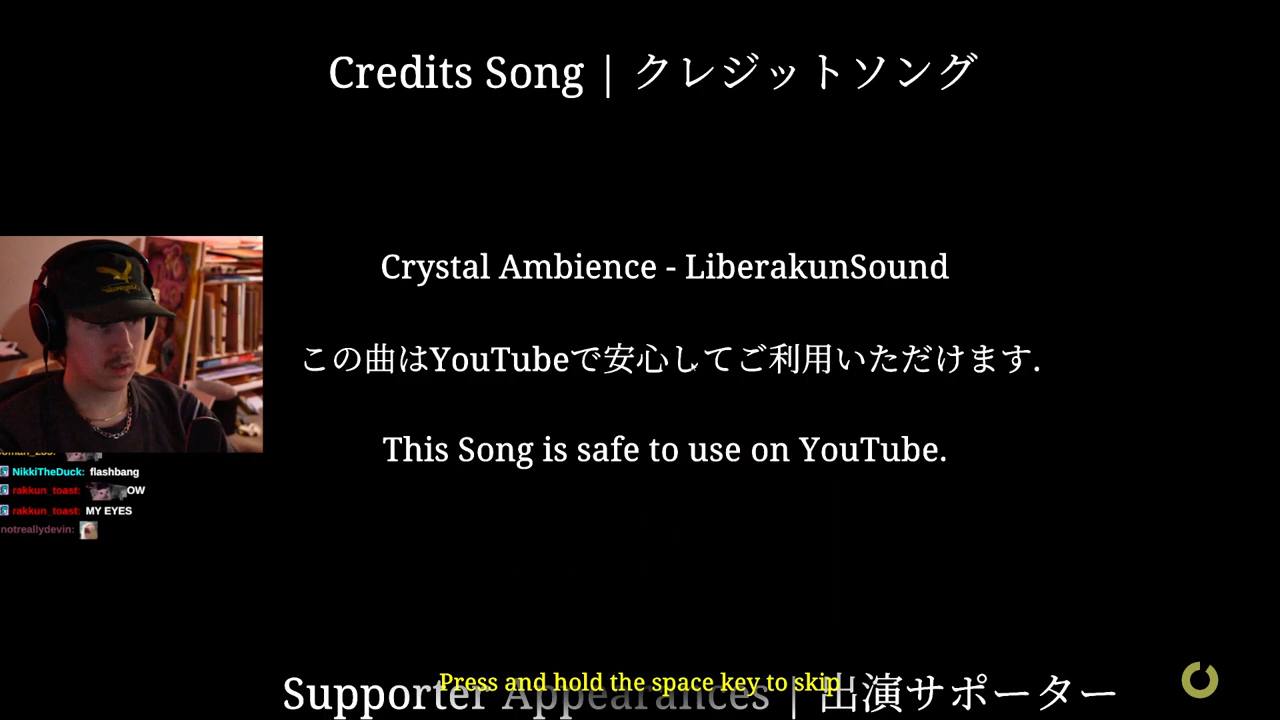 Credits Song | クレジットソング
Crystal Ambience - LiberakunSound
この曲はYouTubeで安心してご利用いただけます.
This Song is safe to use on YouTube.
NikkiTheDuck: flashbang
rakkun_toast: OW
rakkun_toast: MY EYES
notreallydevin:
Press and hold the space key to skip
Supporter Appearances | 出演サポーター